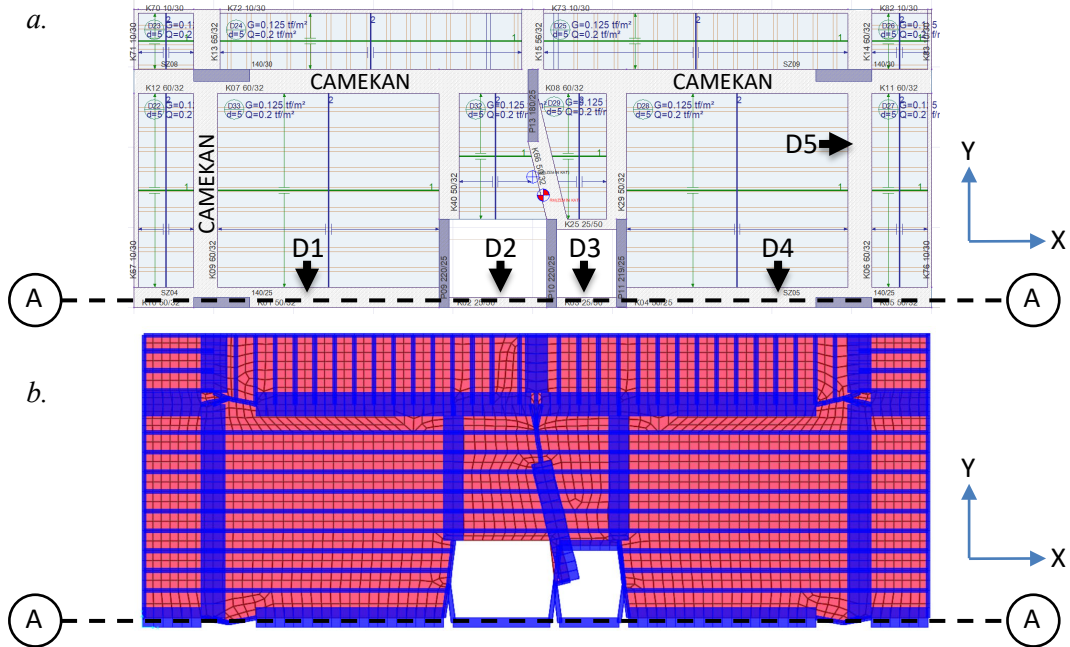 a.
K70 10/30
K72 10/30
K73 10/30
K82 10/30
D23 G=0.1
d=5 Q=0.2
D24 G=0.125 tf/m²
d=5 Q=0.2 tf/m²
D25 G=0.125 tf/m²
d=5 Q=0.2 tf/m²
D26 G=0.1 5
d=5 Q=0.2 tf/r
2
2
1
1
K71 10/30
K13 65/32
K15 56/32
K14 60/32
SZ08
140/30
SZ09
140/30
CAMEKAN
CAMEKAN
K12 60/32
K07 60/32
K08 60/32
K11 60/32
D22 G=0.1
d=5 Q=0.2
D33 G=0.125 tf/m²
d=5 Q=0.2 tf/m²
D32 G=0.125 tf/m²
D29 G=0.125
D28 G=0.125 tf/m²
d=5 Q=0.2 tf/m²
P13 180/25
CAMEKAN
D5
K40 50/32
K29 50/32
K25 25/50
K67 10/30
K09 60/32
K06 60/32
K76 10/30
P09 220/25
P10 220/25
P11 219/25
D1
D2
D3
D4
SZ04
140/25
SZ05
140/25
A
A
Y
X
b.
Y
X
A
A